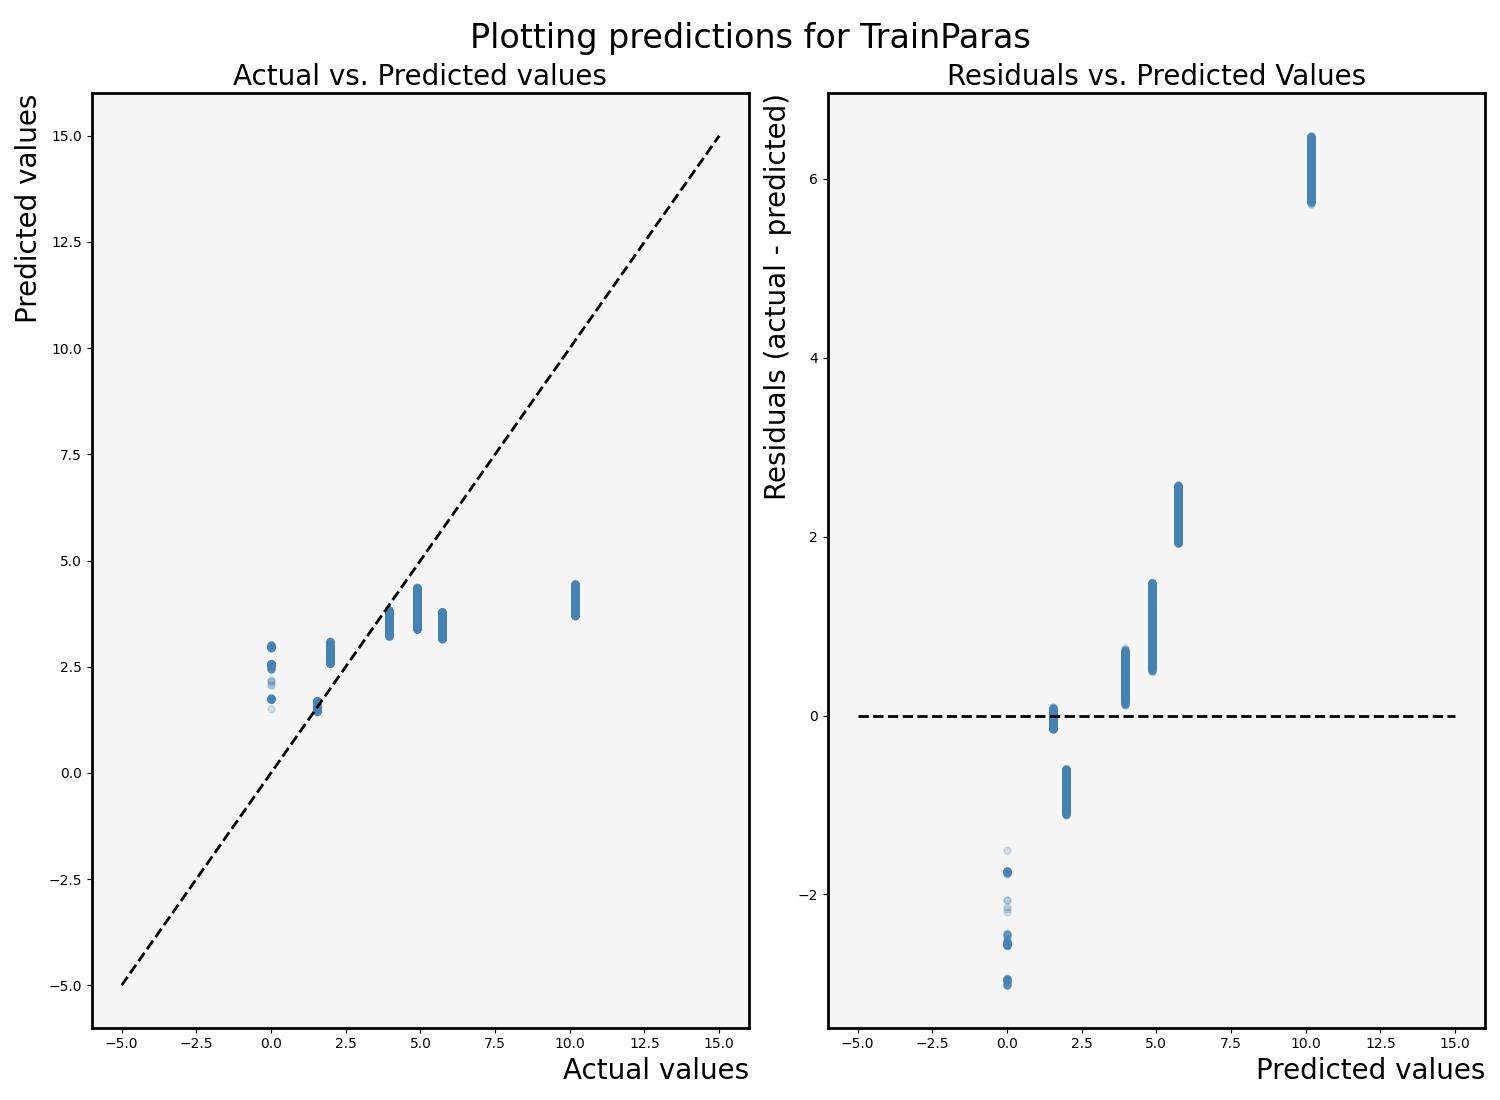 Plotting predictions for TrainParas
Actual vs. Predicted values
Predicted values
15.0
12.5
10.0
7.5
5.0
2.5
0.0
−2.5
−5.0
−5.0 −2.5 0.0 2.5 5.0 7.5 10.0 12.5 15.0
Actual values
Residuals vs. Predicted Values
Residuals (actual - predicted)
6
4
2
0
−2
−5.0 −2.5 0.0 2.5 5.0 7.5 10.0 12.5 15.0
Predicted values